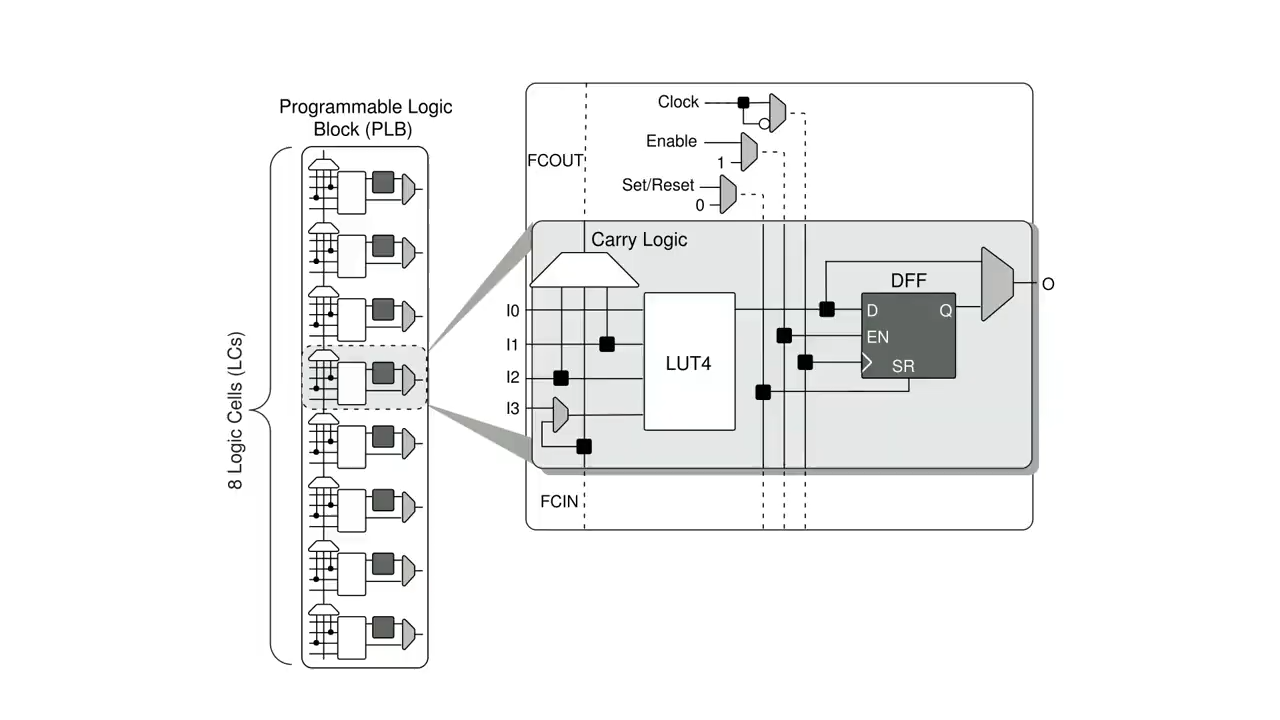 Programmable Logic
Block (PLB)
8 Logic Cells (LCs)
Clock
Enable
1
FCOUT
Set/Reset
0
Carry Logic
I0
I1
I2
I3
LUT4
DFF
D
Q
EN
SR
O
FCIN